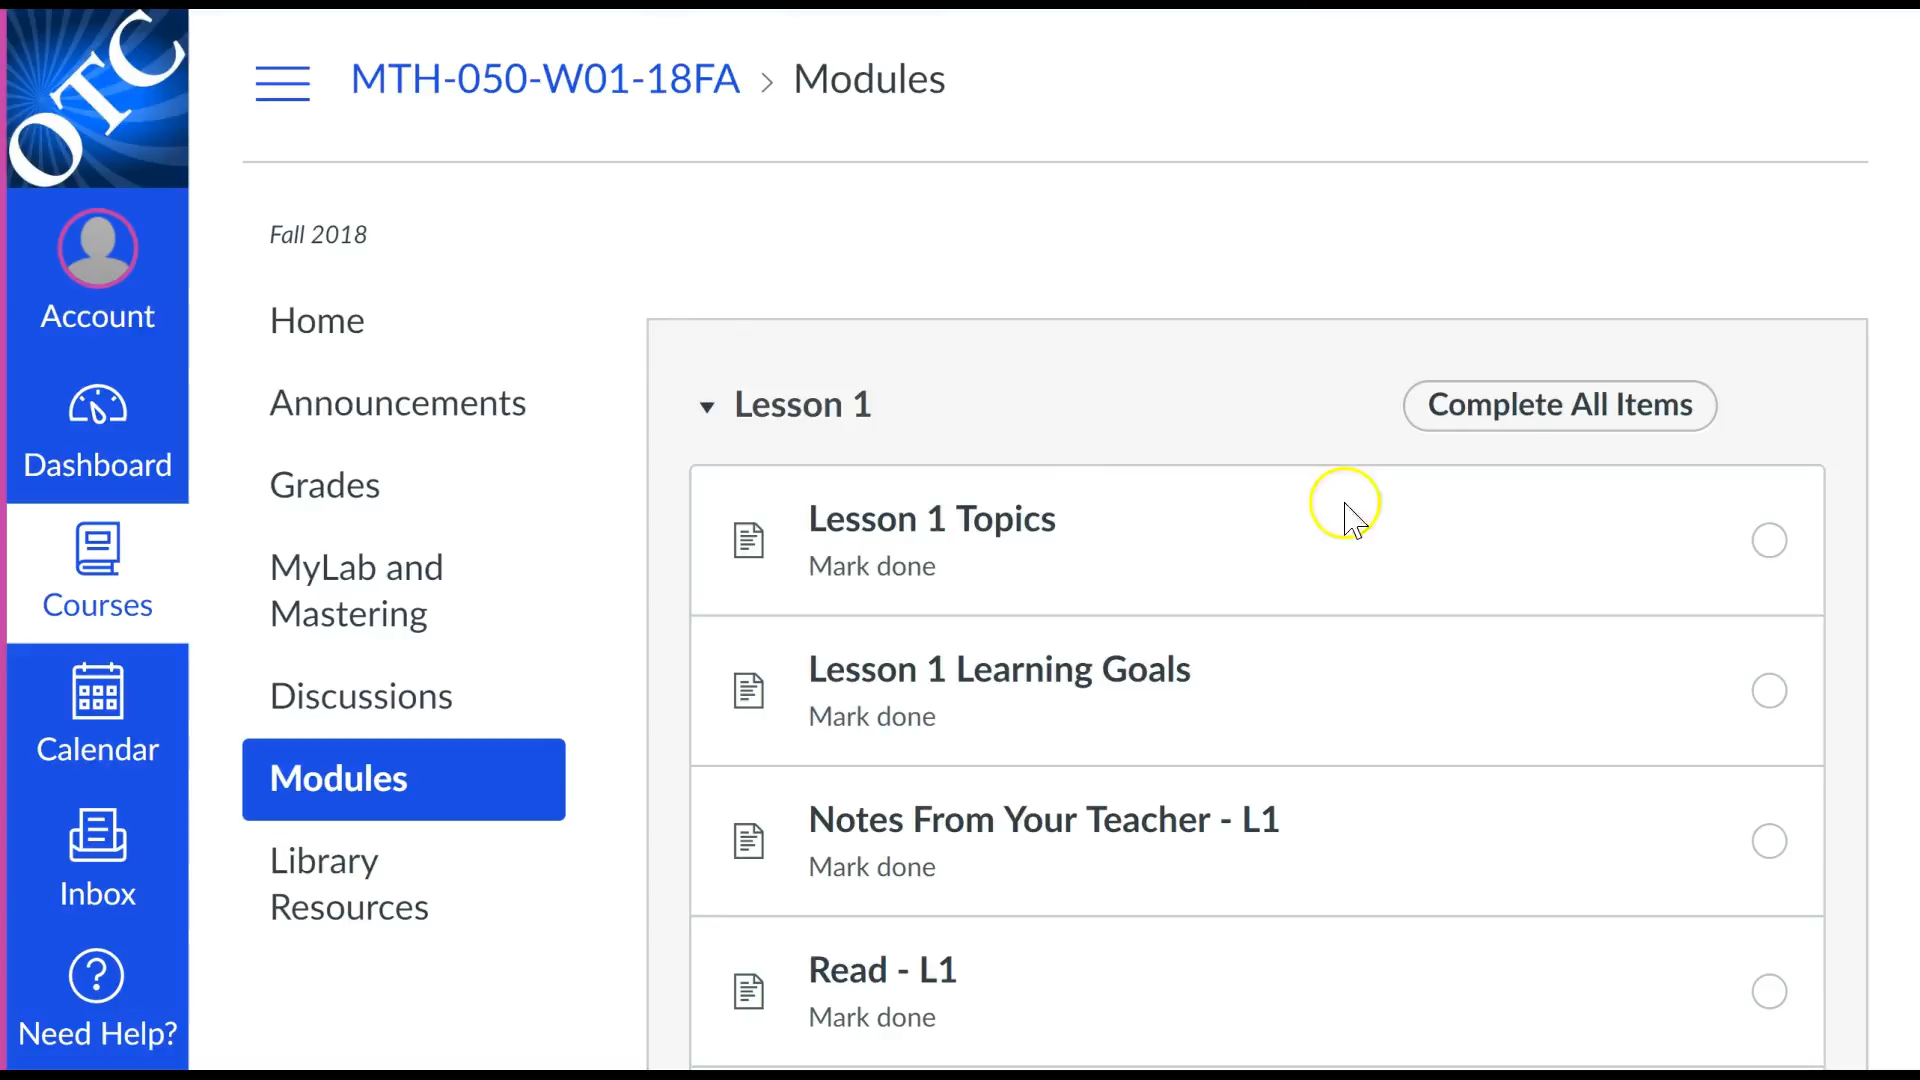 OTC
Account
Dashboard
Courses
Calendar
Inbox
Need Help?
MTH-050-W01-18FA > Modules
Fall 2018
Home
Announcements
Grades
MyLab and
Mastering
Discussions
Modules
Library
Resources
Lesson 1
Complete All Items
Lesson 1 Topics
Mark done
Lesson 1 Learning Goals
Mark done
Notes From Your Teacher - L1
Mark done
Read - L1
Mark done